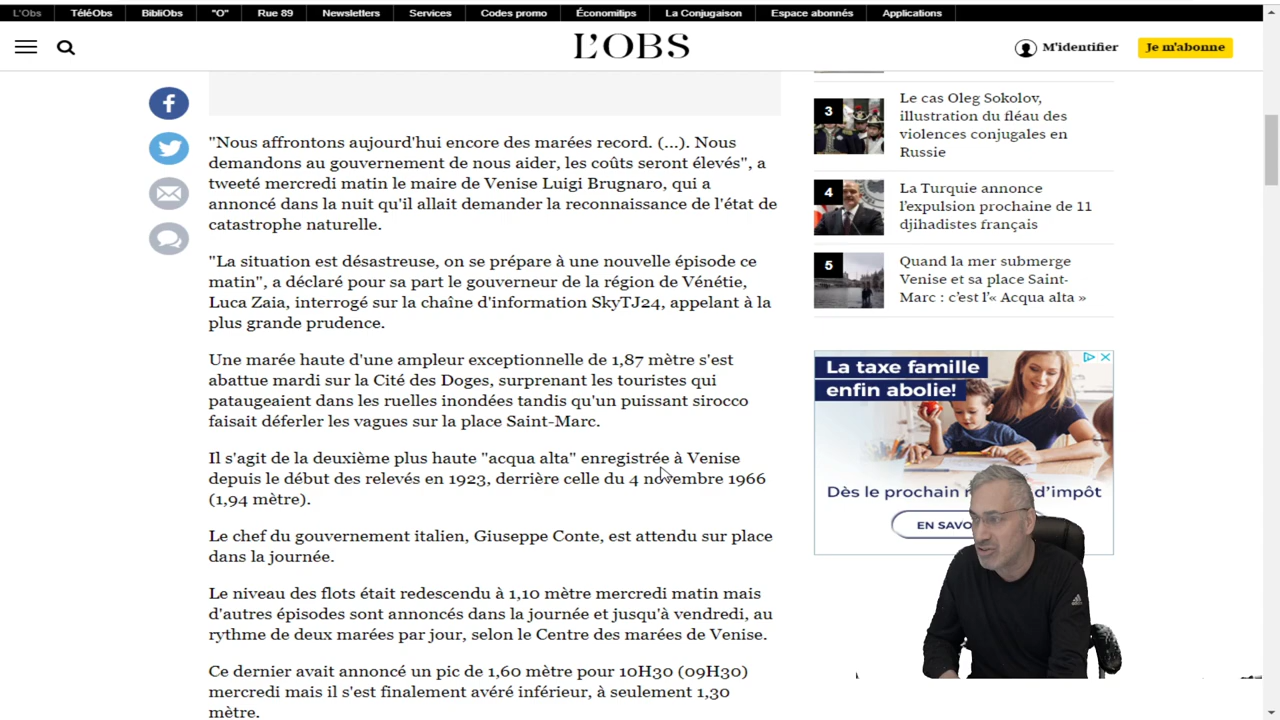 L'Obs TéléObs BibliObs "O" Rue 89 Newsletters Services Codes promo Économitips La Conjugaison Espace abonnés Applications
L'OBS
M'identifier
Je m'abonne
"Nous affrontons aujourd'hui encore des marées record. (...). Nous
demandons au gouvernement de nous aider, les coûts seront élevés", a
tweeté mercredi matin le maire de Venise Luigi Brugnaro, qui a
annoncé dans la nuit qu'il allait demander la reconnaissance de l'état de
catastrophe naturelle.
"La situation est désastreuse, on se prépare à une nouvelle épisode ce
matin", a déclaré pour sa part le gouverneur de la région de Vénétie,
Luca Zaia, interrogé sur la chaîne d'information SkyTJ24, appelant à la
plus grande prudence.
Une marée haute d'une ampleur exceptionnelle de 1,87 mètre s'est
abattue mardi sur la Cité des Doges, surprenant les touristes qui
pataugeaient dans les ruelles inondées tandis qu'un puissant sirocco
faisait déferler les vagues sur la place Saint-Marc.
Il s'agit de la deuxième plus haute "acqua alta" enregistrée à Venise
depuis le début des relevés en 1923, derrière celle du 4 novembre 1966
(1,94 mètre).
Le chef du gouvernement italien, Giuseppe Conte, est attendu sur place
dans la journée.
Le niveau des flots était redescendu à 1,10 mètre mercredi matin mais
d'autres épisodes sont annoncés dans la journée et jusqu'à vendredi, au
rythme de deux marées par jour, selon le Centre des marées de Venise.
Ce dernier avait annoncé un pic de 1,60 mètre pour 10H30 (09H30)
mercredi mais il s'est finalement avéré inférieur, à seulement 1,30
mètre.
3
Le cas Oleg Sokolov,
illustration du fléau des
violences conjugales en
Russie
4
La Turquie annonce
l'expulsion prochaine de 11
djihadistes français
5
Quand la mer submerge
Venise et sa place Saint-
Marc : c'est l'« Acqua alta »
La taxe famille
enfin abolie!
Dès le prochain d'impôt
EN